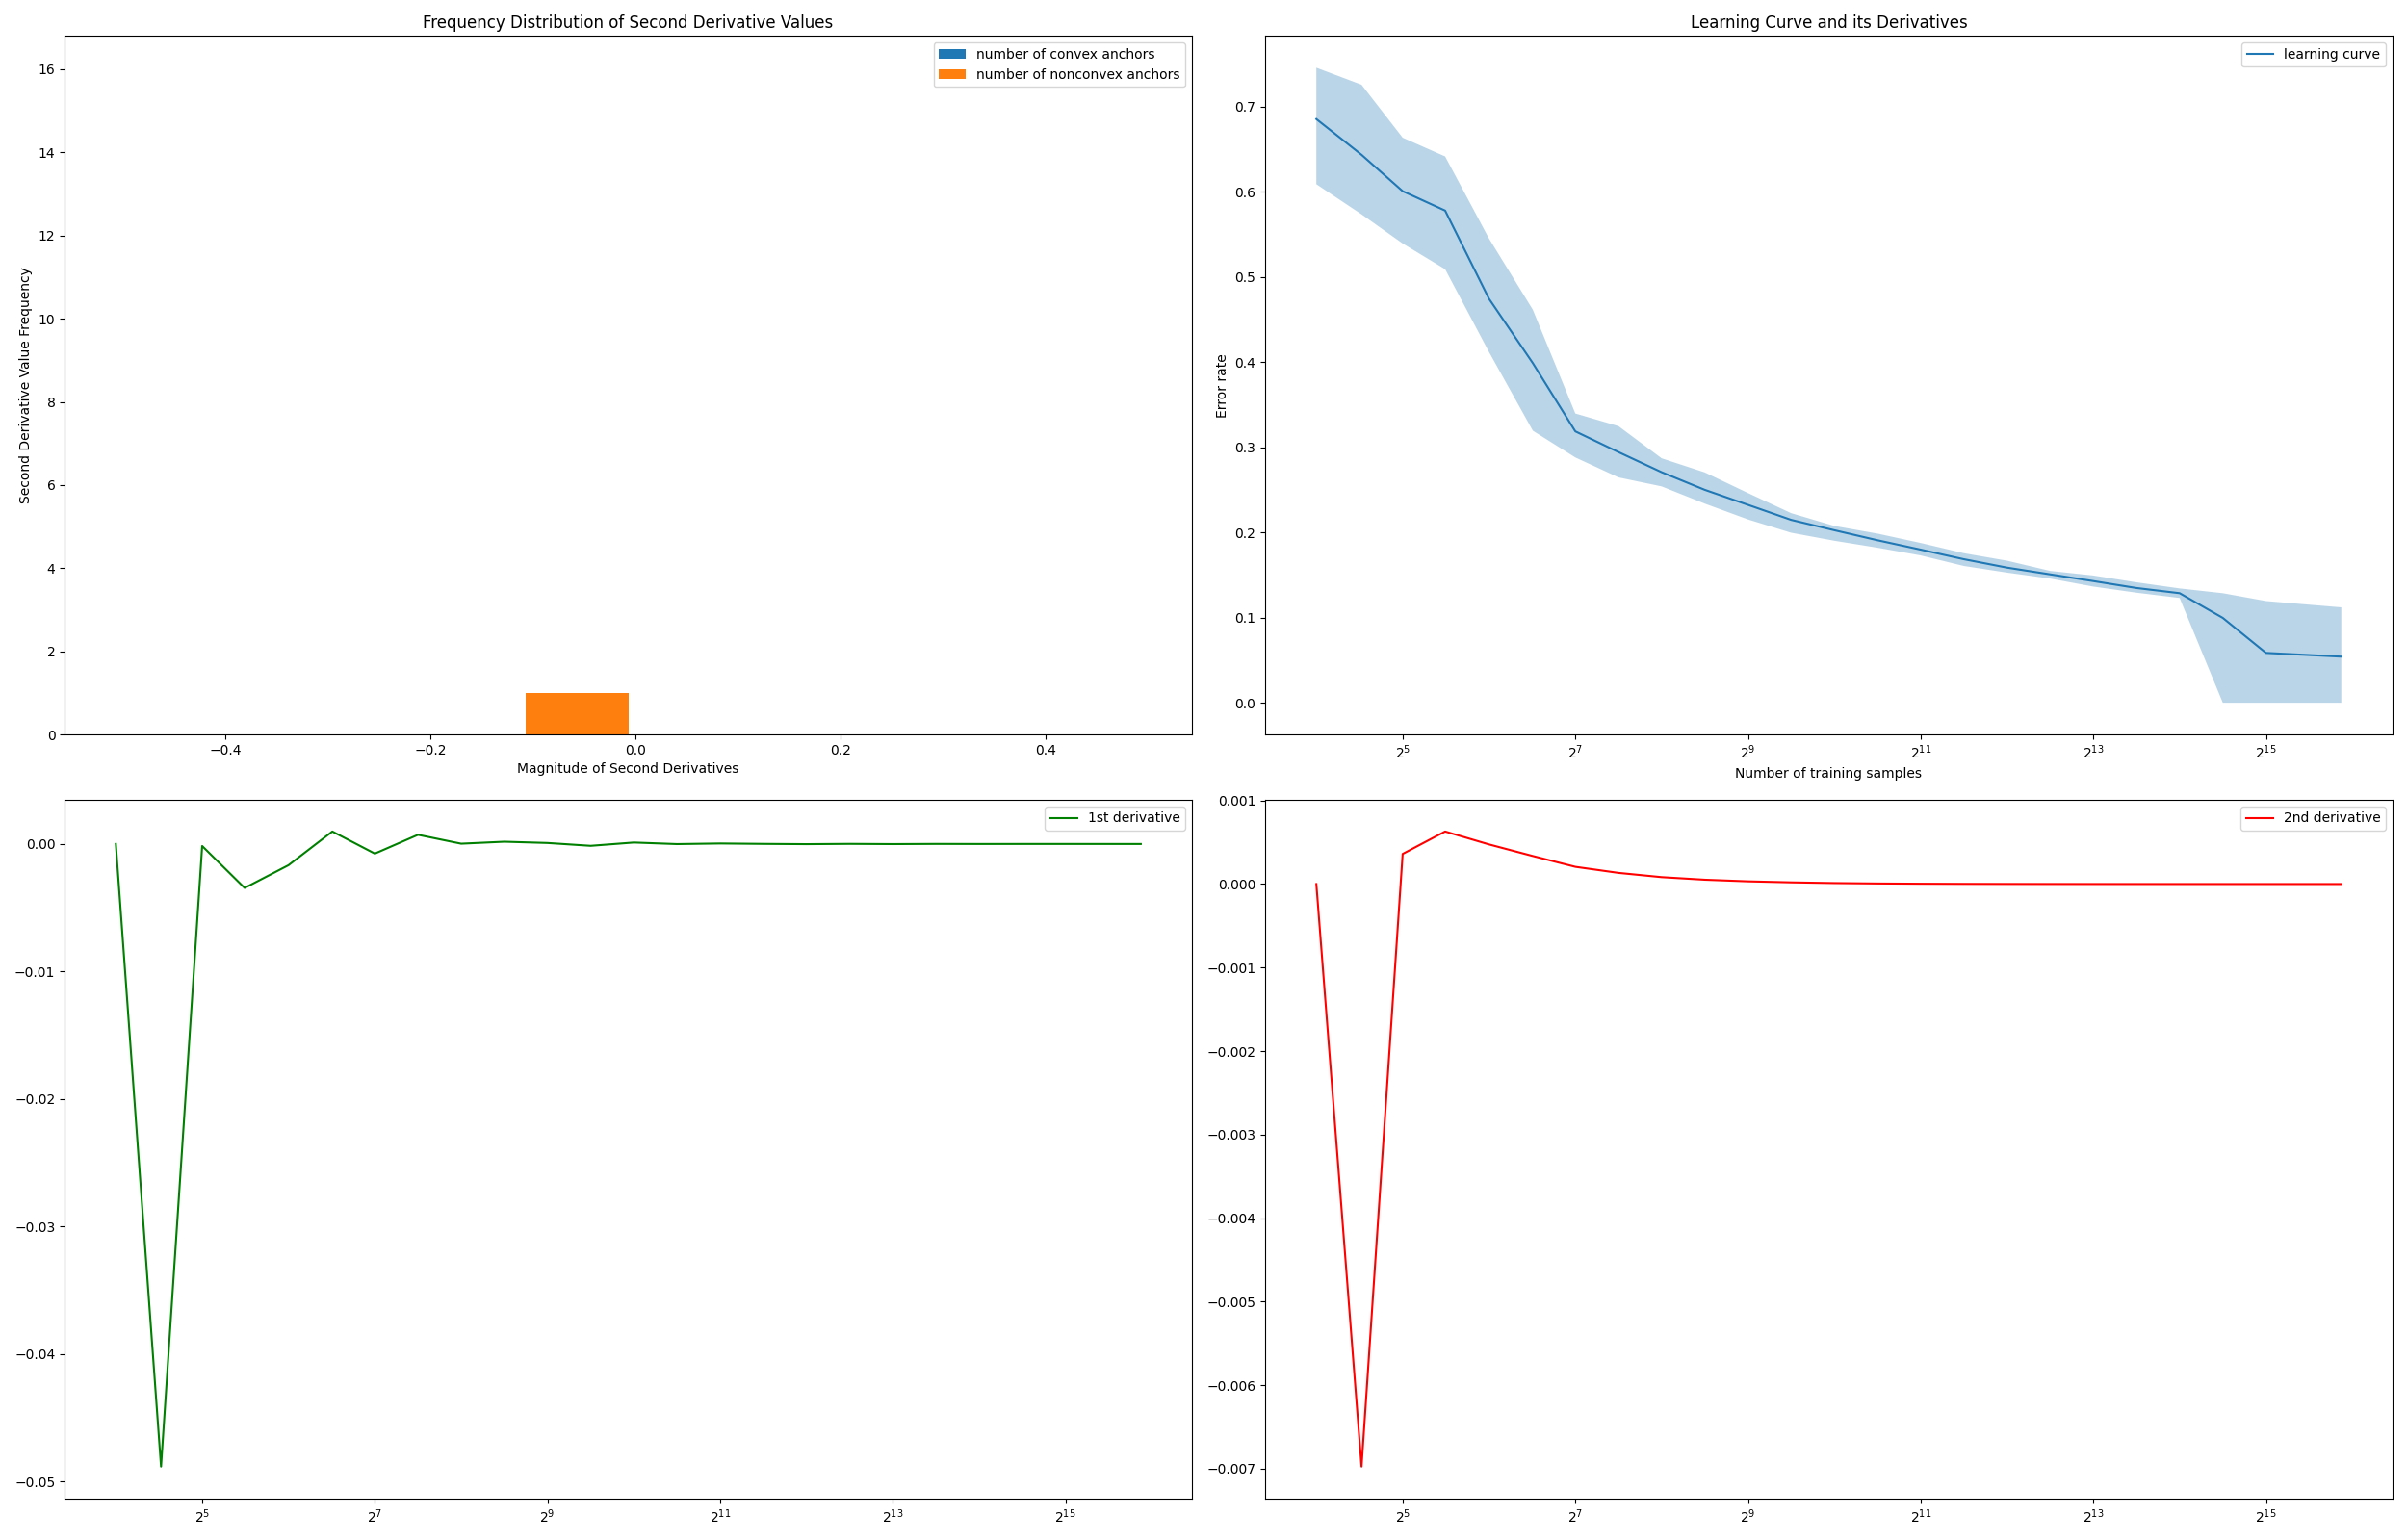 Frequency Distribution of Second Derivative Values
number of convex anchors
number of nonconvex anchors
16
14
12
10
8
6
4
2
0
Second Derivative Value Frequency
−0.4 −0.2 0.0 0.2 0.4
Magnitude of Second Derivatives
Learning Curve and its Derivatives
learning curve
0.7
0.6
0.5
0.4
0.3
0.2
0.1
0.0
Error rate
2^5 2^7 2^9 2^11 2^13 2^15
Number of training samples
1st derivative
0.00
−0.01
−0.02
−0.03
−0.04
−0.05
2^5 2^7 2^9 2^11 2^13 2^15
2nd derivative
0.001
0.000
−0.001
−0.002
−0.003
−0.004
−0.005
−0.006
−0.007
2^5 2^7 2^9 2^11 2^13 2^15